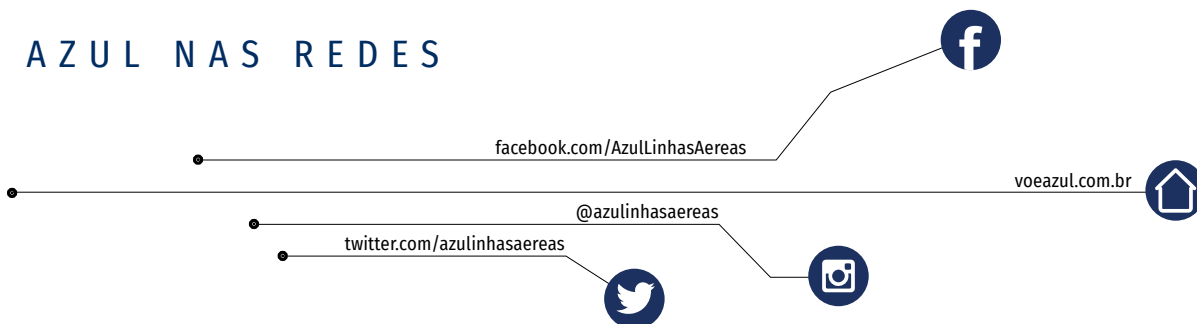 AZUL NAS REDES
facebook.com/AzulLinhasAereas
voeazul.com.br
@azulinhasaereas
twitter.com/azulinhasaereas